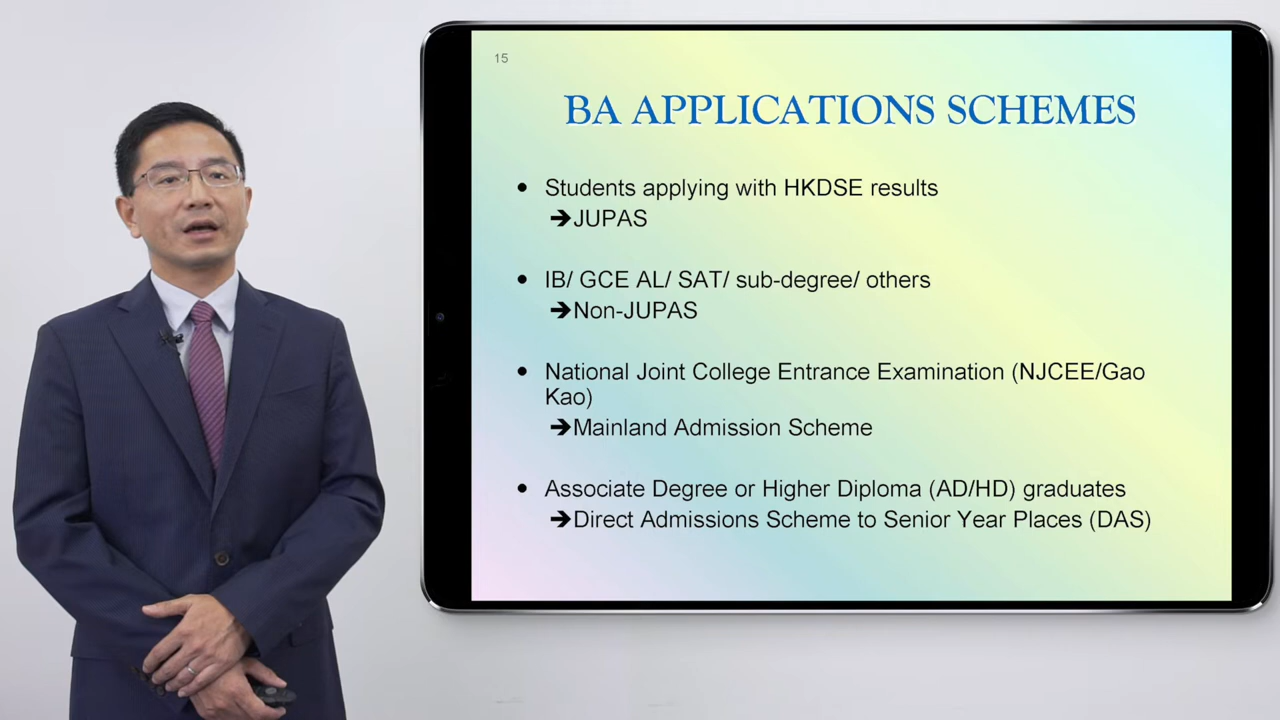 15
BA APPLICATIONS SCHEMES
• Students applying with HKDSE results
➔JUPAS
• IB/ GCE AL/ SAT/ sub-degree/ others
➔Non-JUPAS
• National Joint College Entrance Examination (NJCEE/Gao
Kao)
➔Mainland Admission Scheme
• Associate Degree or Higher Diploma (AD/HD) graduates
➔Direct Admissions Scheme to Senior Year Places (DAS)